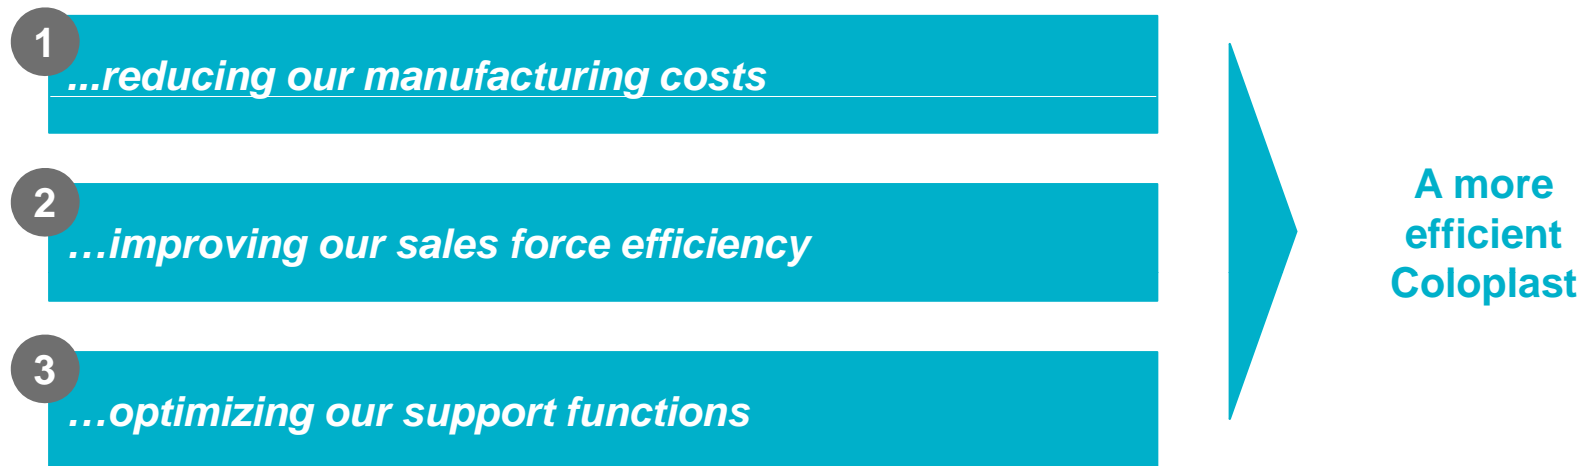 1
...reducing our manufacturing costs
2
…improving our sales force efficiency
3
…optimizing our support functions
A more
efficient
Coloplast